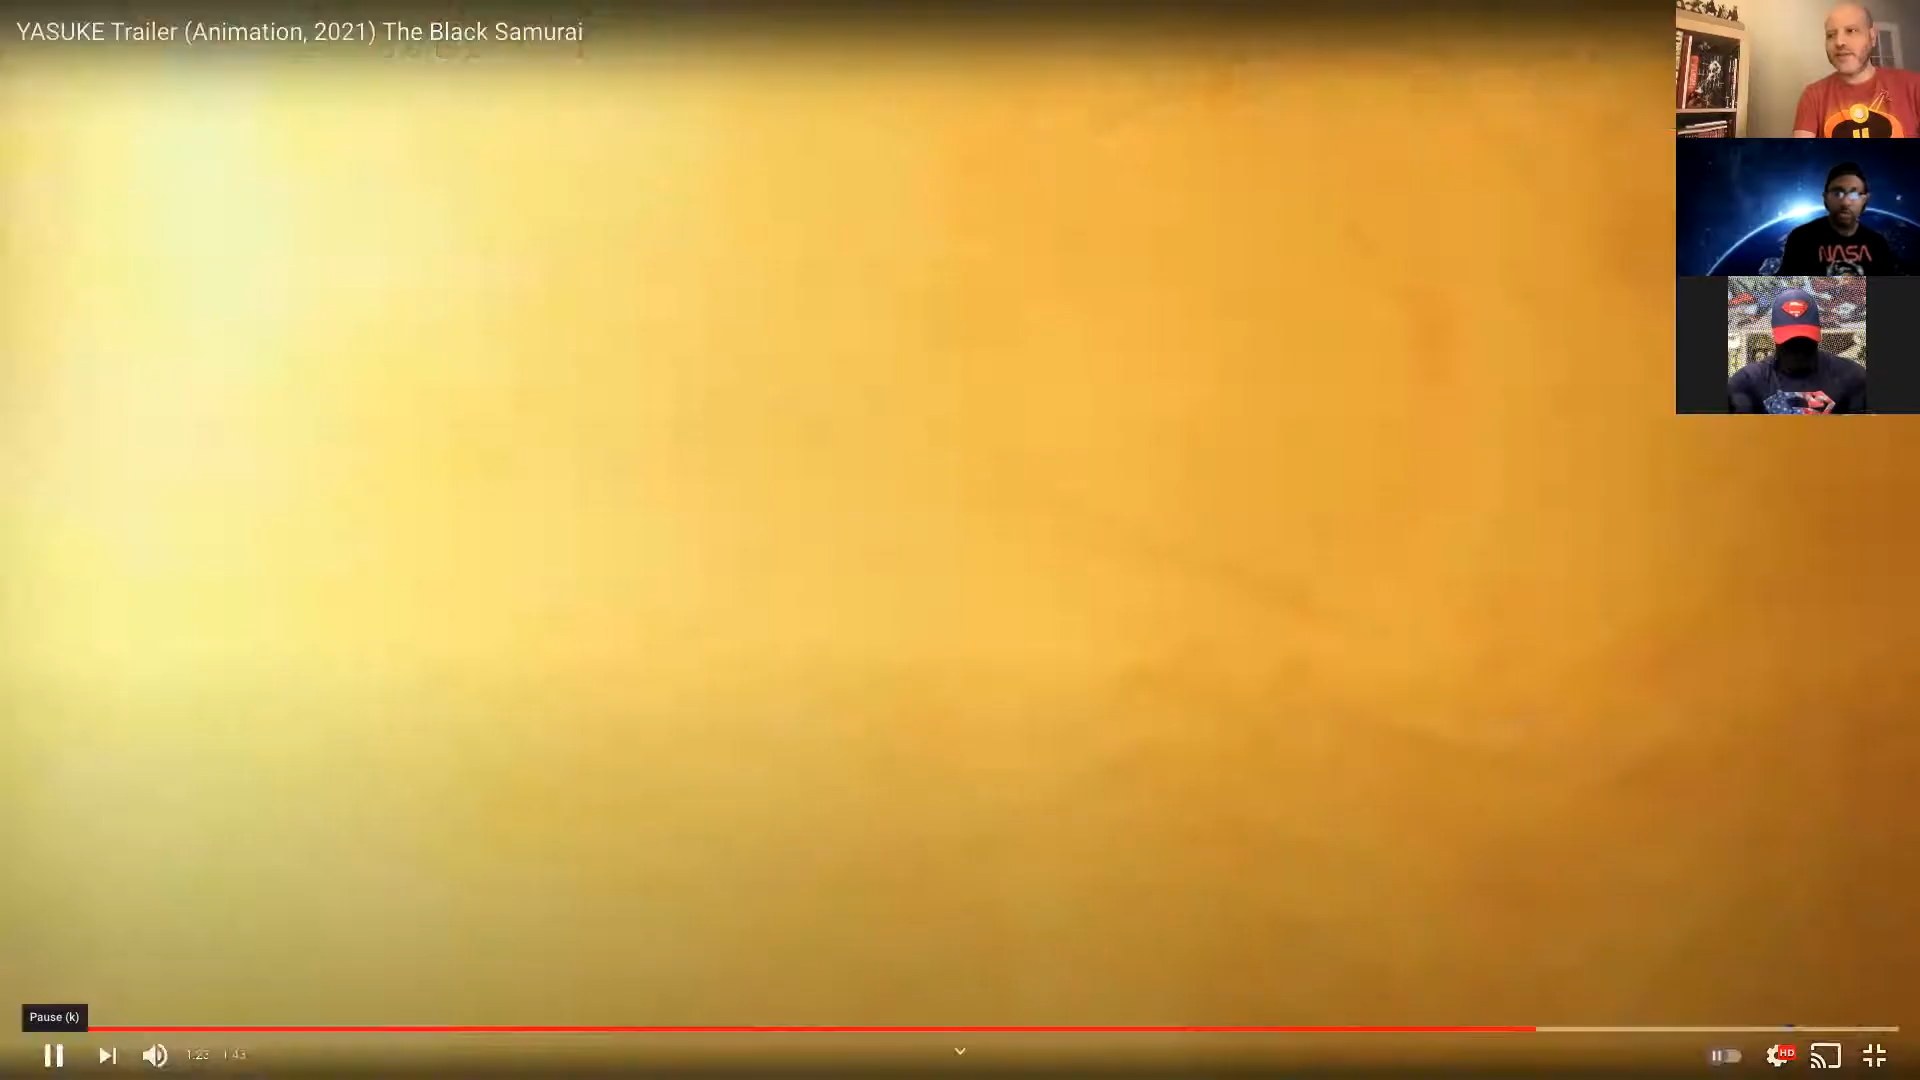 YASUKE Trailer (Animation, 2021) The Black Samurai
NASA
Pause (k)
1:23 1:43
HD